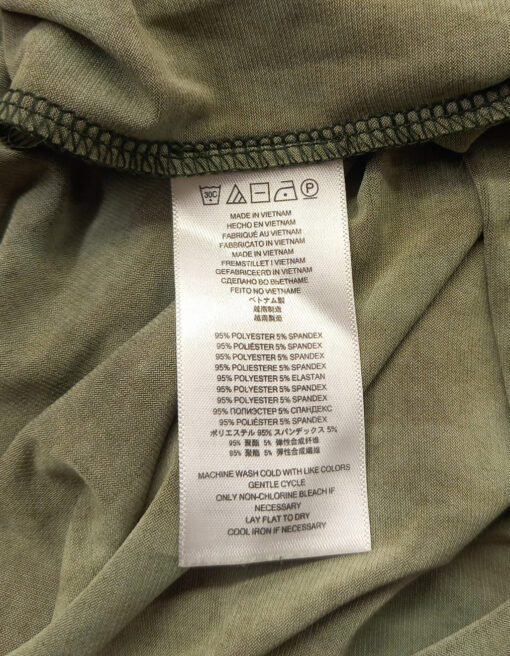 30C P
MADE IN VIETNAM
HECHO EN VIETNAM
FABRIQUÉ AU VIETNAM
FABBRICATO IN VIETNAM
MADE IN VIETNAM
FREMSTILLET I VIETNAM
GEFABRICEERD IN VIETNAM
СДЕЛАНО ВО ВЬЕТНАМЕ
FEITO NO VIETNAME
ベトナム製
越南制造
越南製造
95% POLYESTER 5% SPANDEX
95% POLIÉSTER 5% SPANDEX
95% POLIESTERE 5% SPANDEX
95% POLYESTER 5% ELASTAN
95% POLYESTER 5% SPANDEX
95% POLYESTER 5% SPANDEX
95% ПОЛИЭСТЕР 5% СПАНДЕКС
95% POLIÉSTER 5% SPANDEX
ポリエステル 95% スパンデックス 5%
95% 聚酯 5% 弹性合成纤维
95% 聚酯 5% 彈性合成纖維
MACHINE WASH COLD WITH LIKE COLORS
GENTLE CYCLE
ONLY NON-CHLORINE BLEACH IF
NECESSARY
LAY FLAT TO DRY
COOL IRON IF NECESSARY